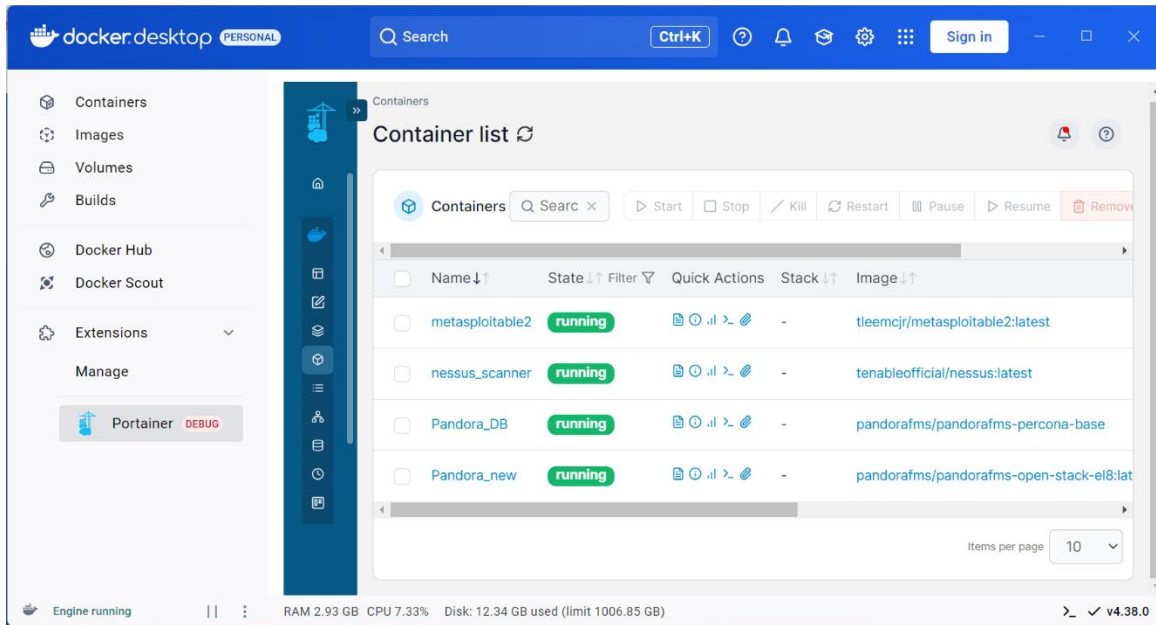 docker.desktop PERSONAL Search Ctrl+K Sign in
Containers
Images
Volumes
Builds
Docker Hub
Docker Scout
Extensions
Manage
Portainer DEBUG
Containers
Container list
Containers Searc Start Stop Kill Restart Pause Resume Remove
Name State Filter Quick Actions Stack Image
metasploitable2 running - tleemcjr/metasploitable2:latest
nessus_scanner running - tenableofficial/nessus:latest
Pandora_DB running - pandorafms/pandorafms-percona-base
Pandora_new running - pandorafms/pandorafms-open-stack-el8:lat
Items per page 10
Engine running RAM 2.93 GB CPU 7.33% Disk: 12.34 GB used (limit 1006.85 GB) v4.38.0